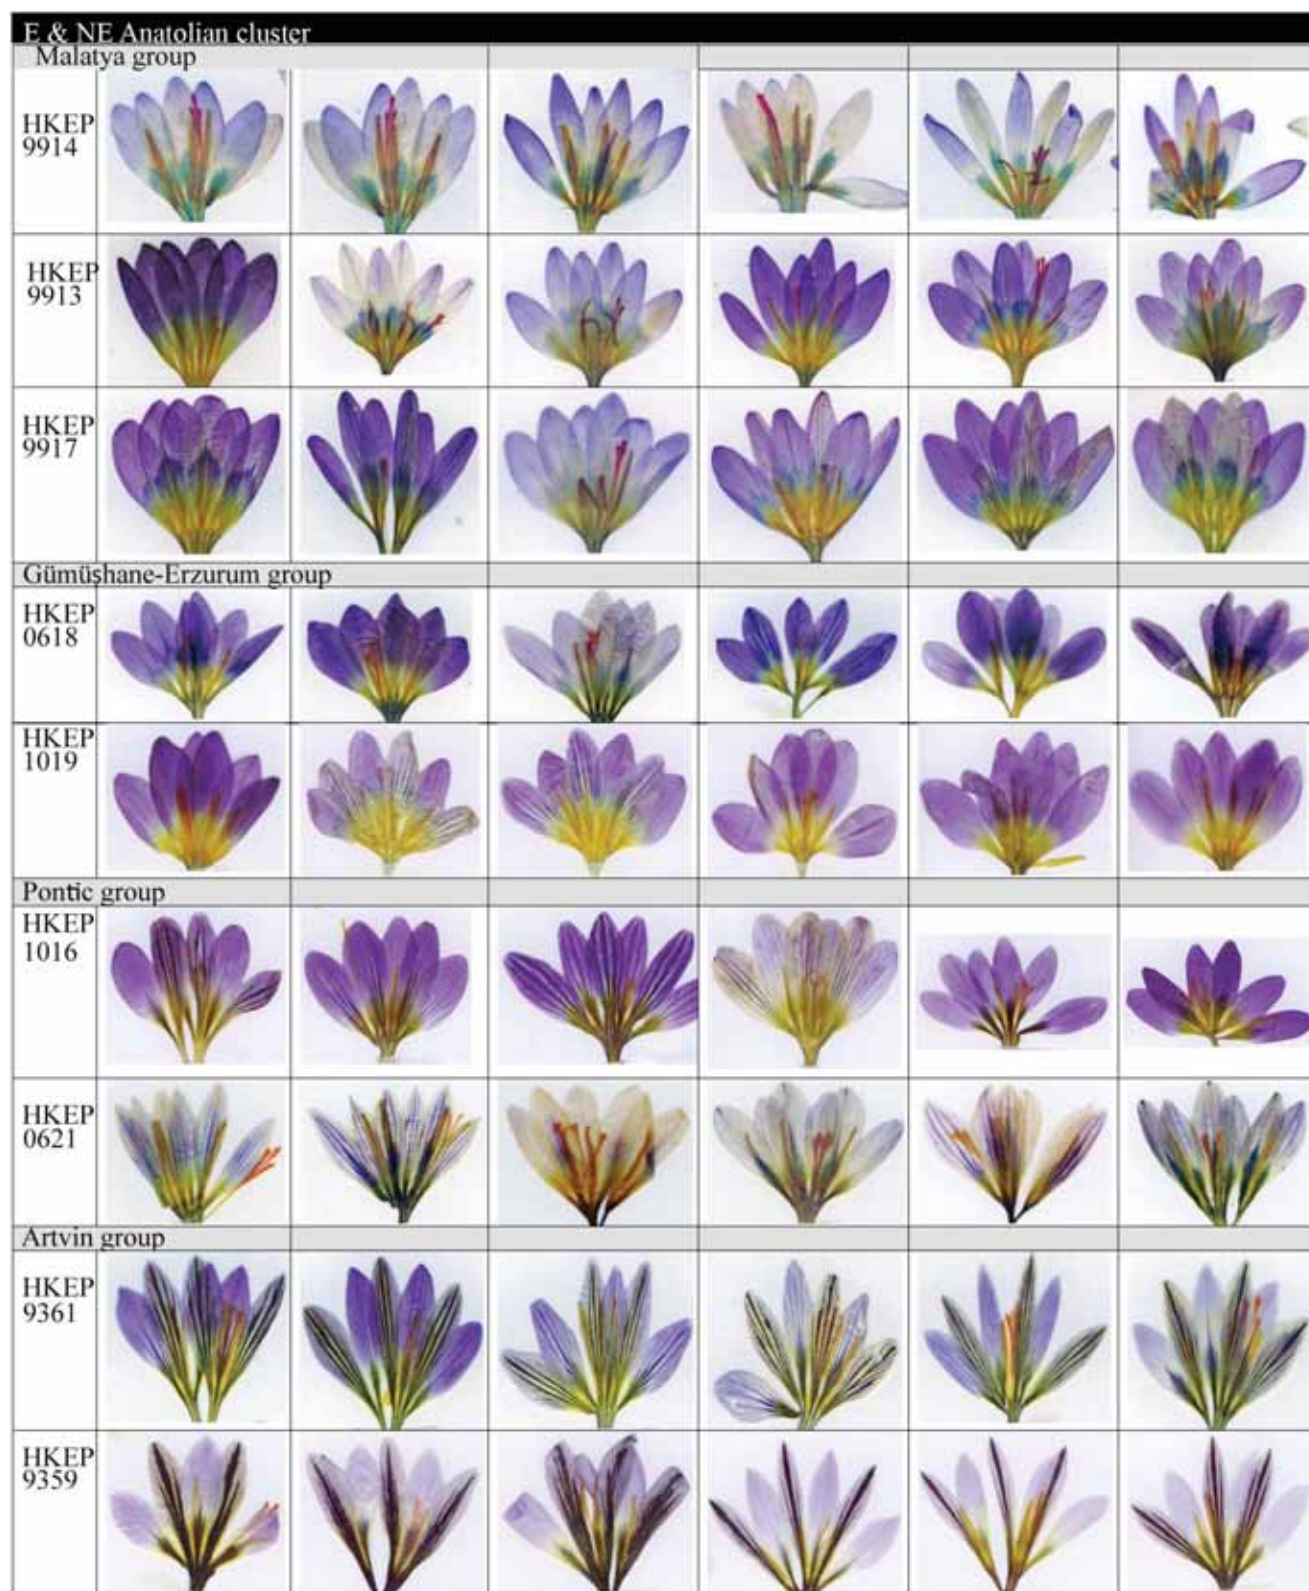 E & NE Anatolian cluster
Malatya group
HKEP
9914
HKEP
9913
HKEP
9917
Gümüşhane-Erzurum group
HKEP
0618
HKEP
1019
Pontic group
HKEP
1016
HKEP
0621
Artvin group
HKEP
9361
HKEP
9359